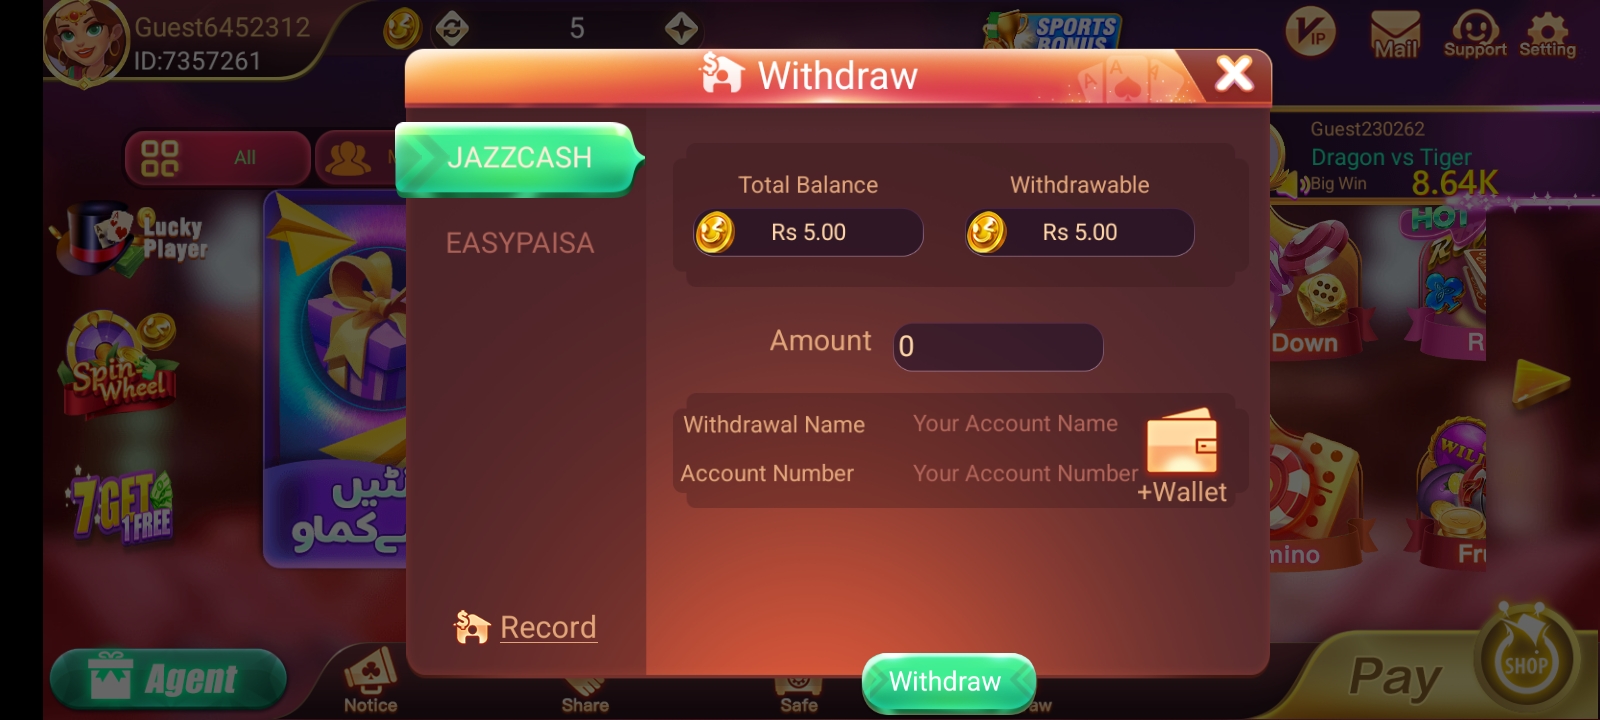 Guest6452312
ID:7357261
5
SPORTS
BONUS
VIP
Mail
Support
Setting
Withdraw
All
JAZZCASH
EASYPAISA
Total Balance
Withdrawable
Rs 5.00
Rs 5.00
Amount
0
Withdrawal Name
Your Account Name
Account Number
Your Account Number
+Wallet
Record
Withdraw
Guest230262
Dragon vs Tiger
Big Win
8.64K
HOT
Down
Lucky
Player
Spin
Wheel
7 GET
1 FREE
WILD
Agent
Notice
Share
Safe
Pay
SHOP